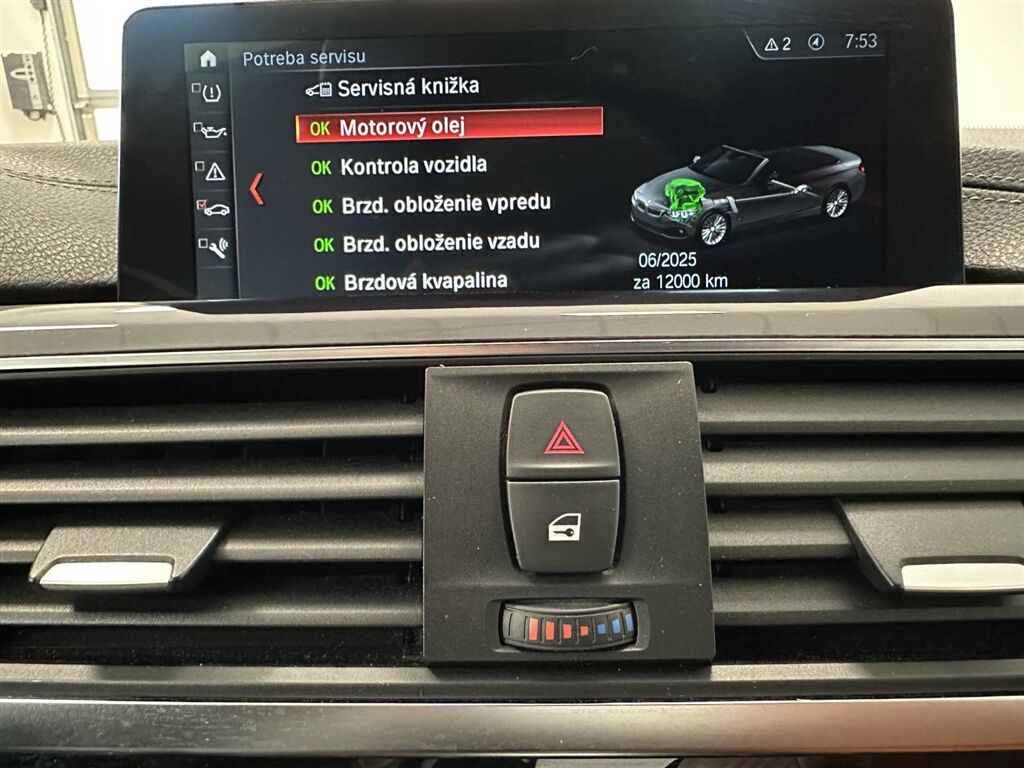 Potreba servisu
2
7:53
Servisná knižka
OK Motorový olej
OK Kontrola vozidla
OK Brzd. obloženie vpredu
OK Brzd. obloženie vzadu
OK Brzdová kvapalina
06/2025
za 12000 km